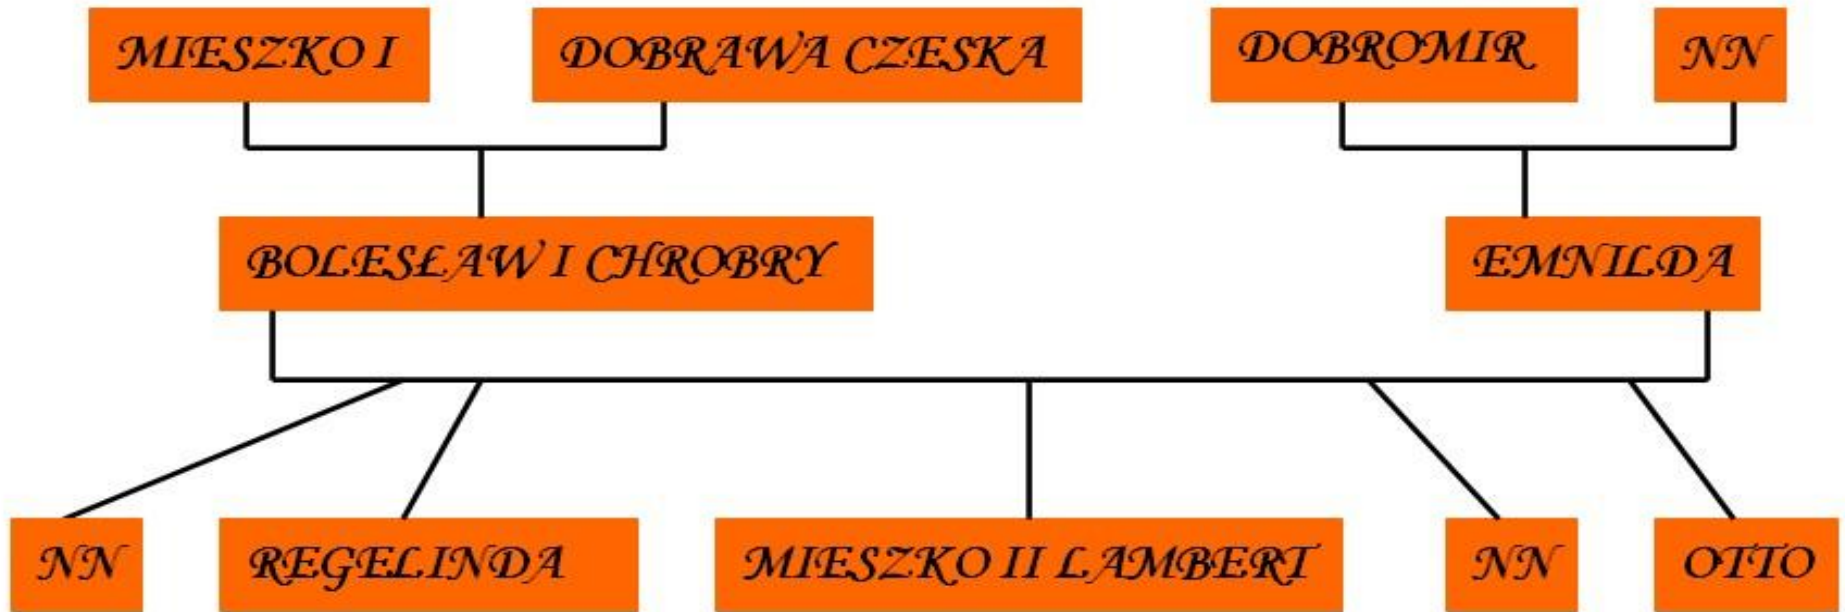 MIESZKO I DOBRAWA CZESKA DOBROMIR NN
BOLESŁAW I CHROBRY EMNILDA
NN REGELINDA MIESZKO II LAMBERT NN OTTO